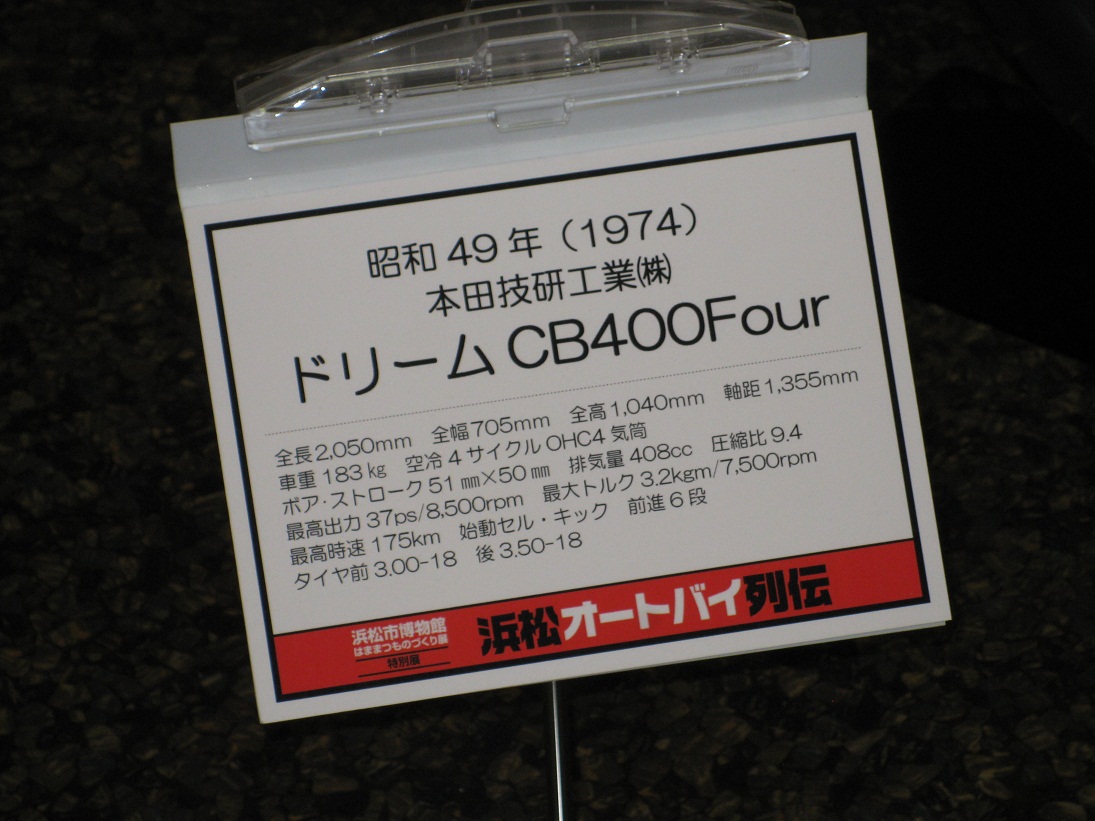 昭和 49 年（1974）
本田技研工業㈱
ドリーム CB400Four
全長 2,050mm　全幅 705mm　全高 1,040mm　軸距 1,355mm
車重 183 ㎏　空冷 4 サイクル OHC4 気筒
ボア・ストローク 51 ㎜×50 ㎜　排気量 408cc　圧縮比 9.4
最高出力 37ps/8,500rpm　最大トルク 3.2kgm/7,500rpm
最高時速 175km　始動セル・キック　前進 6 段
タイヤ前 3.00-18　後 3.50-18
浜松市博物館
はままつものづくり展
特別展
浜松オートバイ列伝